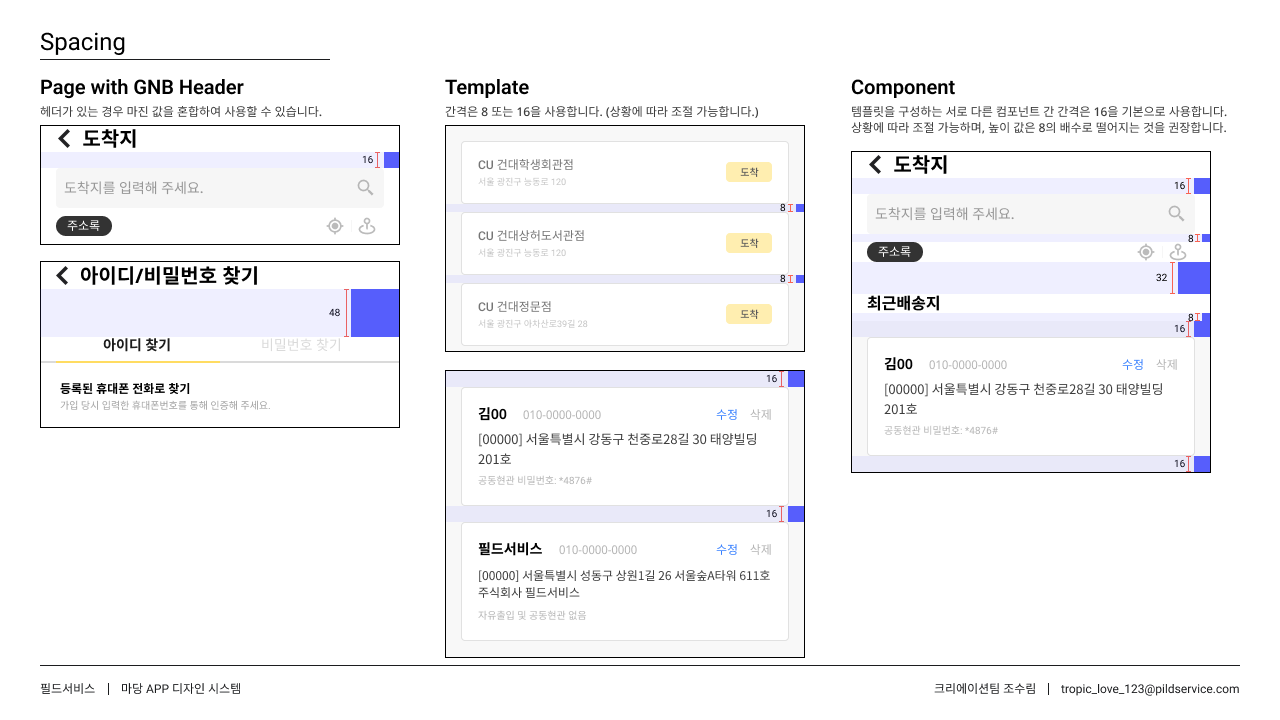 Spacing
Page with GNB Header
헤더가 있는 경우 마진 값을 혼합하여 사용할 수 있습니다.
도착지
16
도착지를 입력해 주세요.
주소록
아이디/비밀번호 찾기
48
아이디 찾기 비밀번호 찾기
등록된 휴대폰 전화로 찾기
가입 당시 입력한 휴대폰번호를 통해 인증해 주세요.
Template
간격은 8 또는 16을 사용합니다. (상황에 따라 조절 가능합니다.)
CU 건대학생회관점
서울 광진구 능동로 120
도착
8
CU 건대상허도서관점
서울 광진구 능동로 120
도착
8
CU 건대정문점
서울 광진구 아차산로39길 28
도착
16
김00 010-0000-0000 수정 삭제
[00000] 서울특별시 강동구 천중로28길 30 태양빌딩
201호
공동현관 비밀번호: *4876#
16
필드서비스 010-0000-0000 수정 삭제
[00000] 서울특별시 성동구 상원1길 26 서울숲A타워 611호
주식회사 필드서비스
자유출입 및 공동현관 없음
Component
템플릿을 구성하는 서로 다른 컴포넌트 간 간격은 16을 기본으로 사용합니다.
상황에 따라 조절 가능하며, 높이 값은 8의 배수로 떨어지는 것을 권장합니다.
도착지
16
도착지를 입력해 주세요.
8
주소록
32
최근배송지
8
16
김00 010-0000-0000 수정 삭제
[00000] 서울특별시 강동구 천중로28길 30 태양빌딩
201호
공동현관 비밀번호: *4876#
16
필드서비스 | 마당 APP 디자인 시스템
크리에이션팀 조수림 | tropic_love_123@pildservice.com